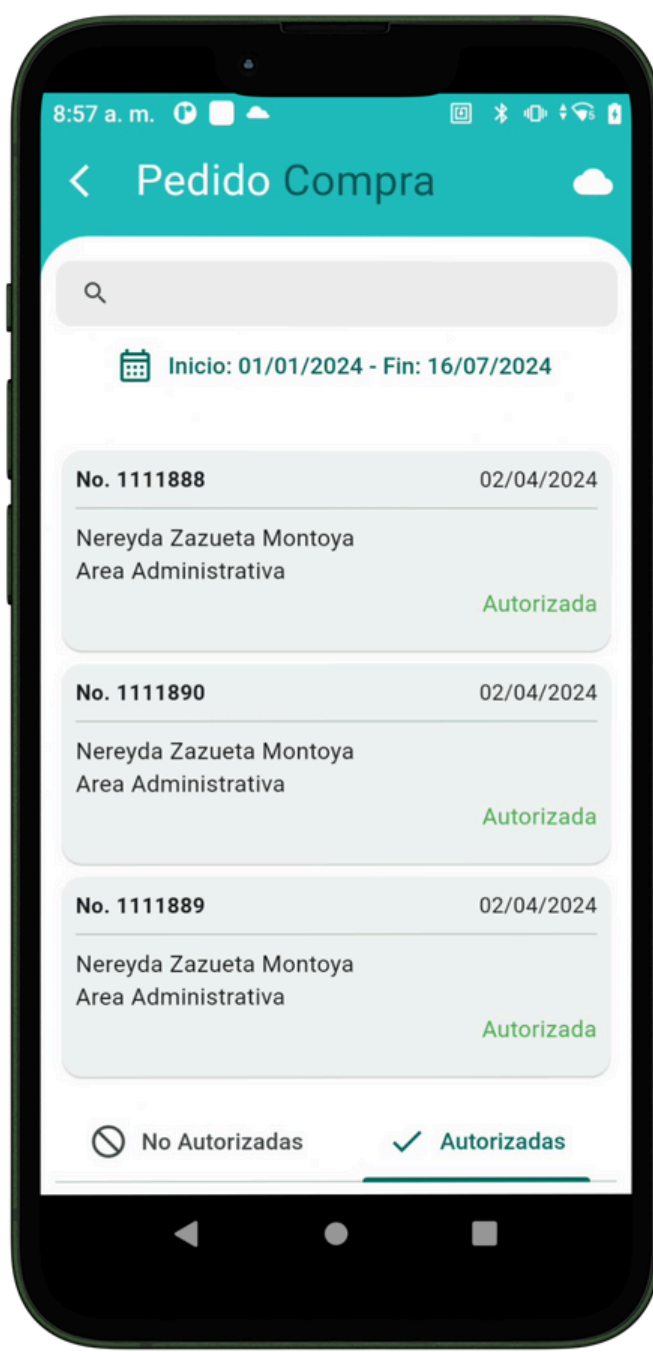 8:57 a. m.
Pedido Compra
Inicio: 01/01/2024 - Fin: 16/07/2024
No. 1111888 02/04/2024
Nereyda Zazueta Montoya
Area Administrativa
Autorizada
No. 1111890 02/04/2024
Nereyda Zazueta Montoya
Area Administrativa
Autorizada
No. 1111889 02/04/2024
Nereyda Zazueta Montoya
Area Administrativa
Autorizada
No Autorizadas Autorizadas